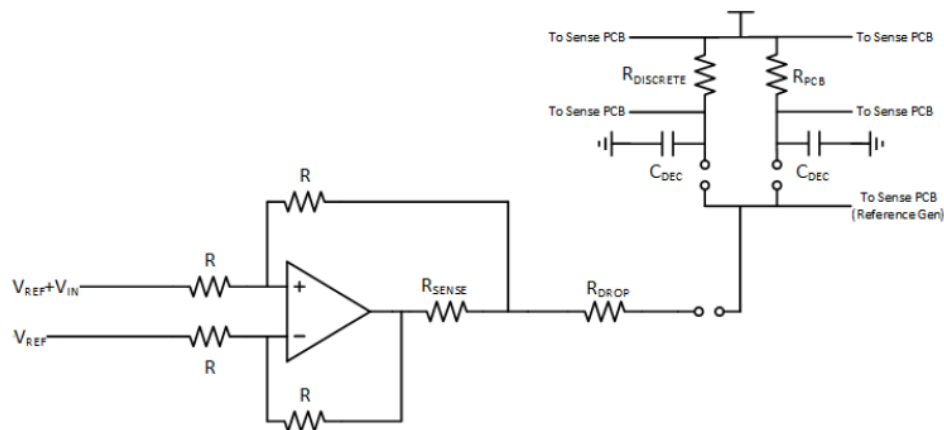 To Sense PCB
To Sense PCB
RDISCRETE
RPCB
To Sense PCB
To Sense PCB
CDEC
CDEC
To Sense PCB
(Reference Gen)
R
R
VREF+VIN
+
RSENSE
RDROP
VREF
−
R
R